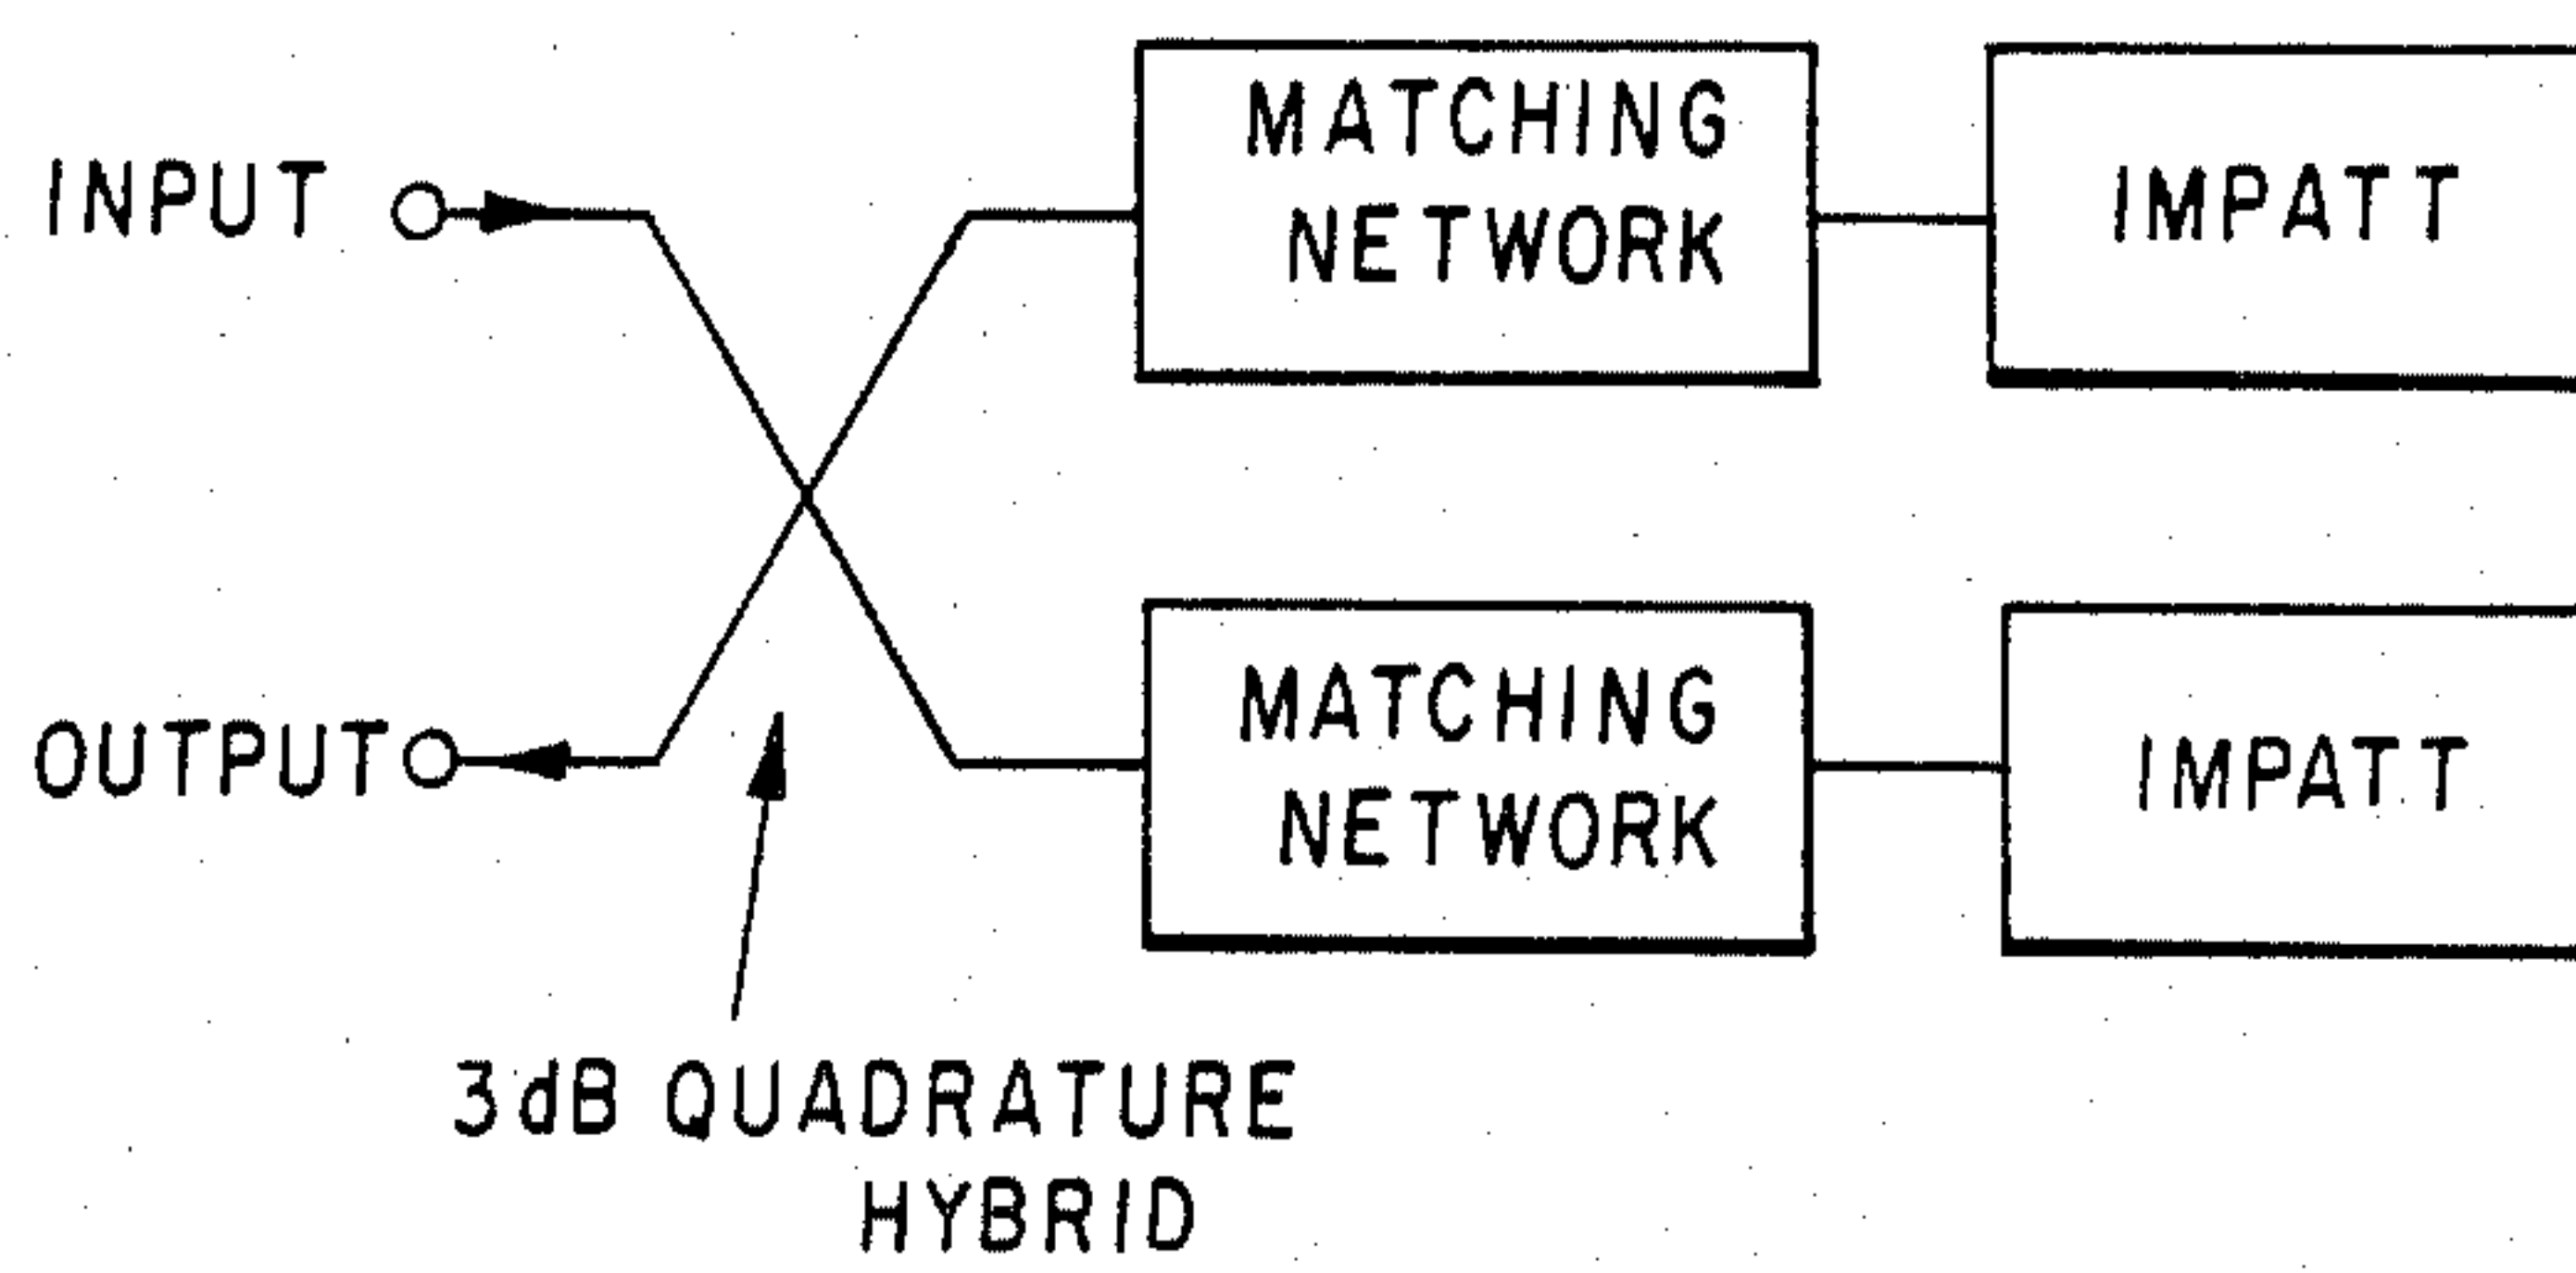 INPUT
MATCHING
NETWORK
IMPATT
OUTPUT
MATCHING
NETWORK
IMPATT
3dB QUADRATURE
HYBRID